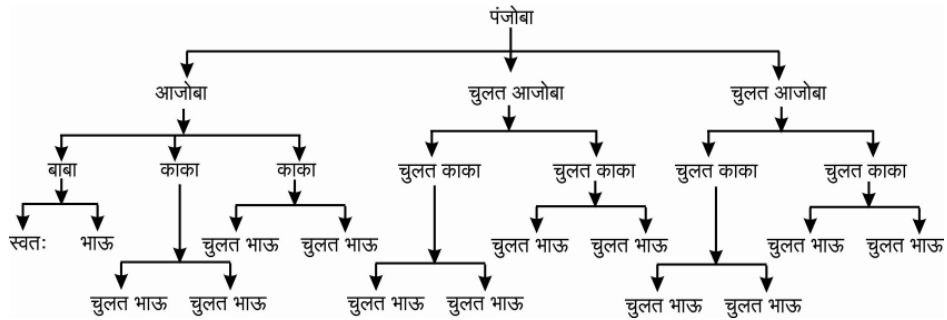 पंजोबा
आजोबा चुलत आजोबा चुलत आजोबा
बाबा काका काका चुलत काका चुलत काका चुलत काका चुलत काका
स्वतः भाऊ चुलत भाऊ चुलत भाऊ चुलत भाऊ चुलत भाऊ चुलत भाऊ चुलत भाऊ
चुलत भाऊ चुलत भाऊ चुलत भाऊ चुलत भाऊ चुलत भाऊ चुलत भाऊ